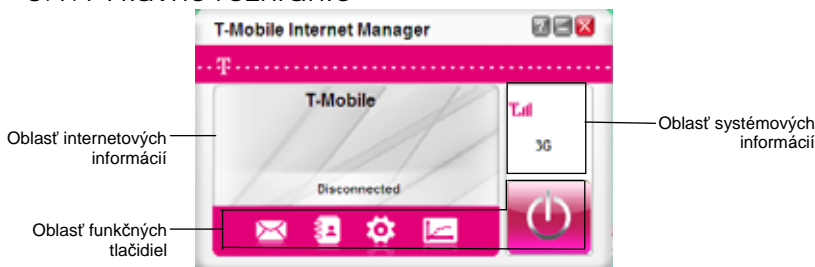 T-Mobile Internet Manager
T
T-Mobile
3G
Oblasť internetových
informácií
Oblasť systémových
informácií
Disconnected
Oblasť funkčných
tlačidiel